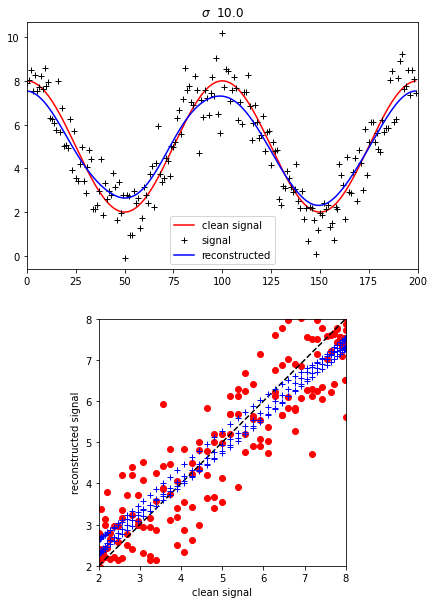 σ 10.0
10
8
6
4
2
0
clean signal
signal
reconstructed
0 25 50 75 100 125 150 175 200
8
7
6
5
4
3
2
reconstructed signal
2 3 4 5 6 7 8
clean signal